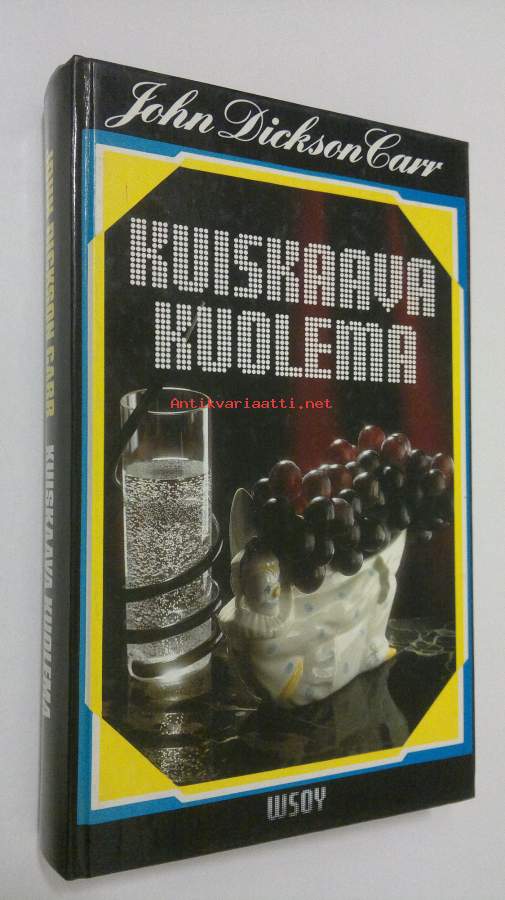 John Dickson Carr
KUISKAAVA
KUOLEMA
Antikvariaatti.net
WSOY
JOHN DICKSON CARR KUISKAAVA KUOLEMA